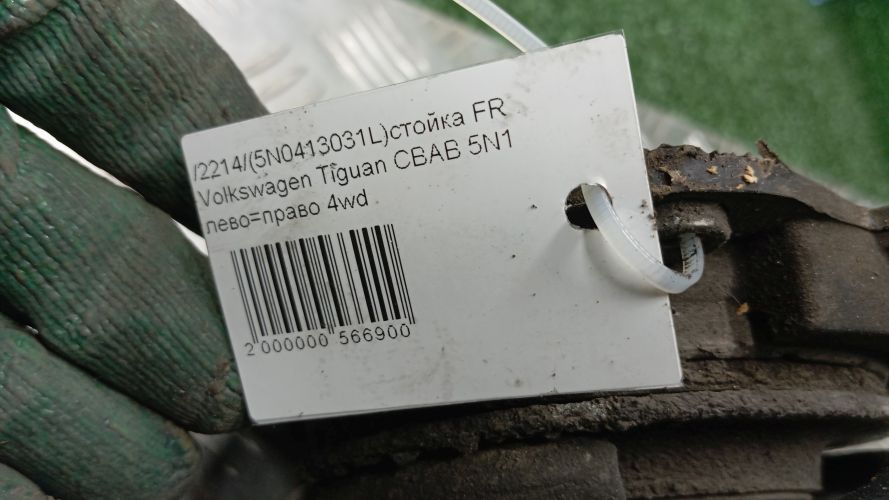 /2214/(5N0413031L)стойка FR
Volkswagen Tiguan CBAB 5N1
лево=право 4wd
2 000000 566900